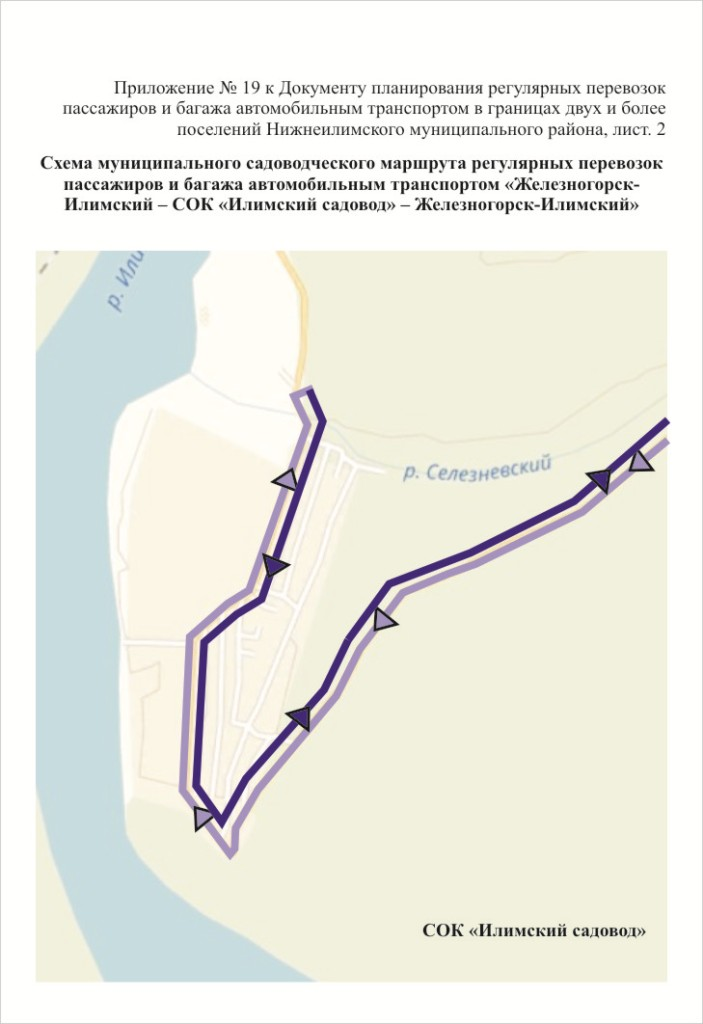 Приложение № 19 к Документу планирования регулярных перевозок
пассажиров и багажа автомобильным транспортом в границах двух и более
поселений Нижнеилимского муниципального района, лист. 2
Схема муниципального садоводческого маршрута регулярных перевозок
пассажиров и багажа автомобильным транспортом «Железногорск-
Илимский – СОК «Илимский садовод» – Железногорск-Илимский»
р. Или
р. Селезневский
СОК «Илимский садовод»